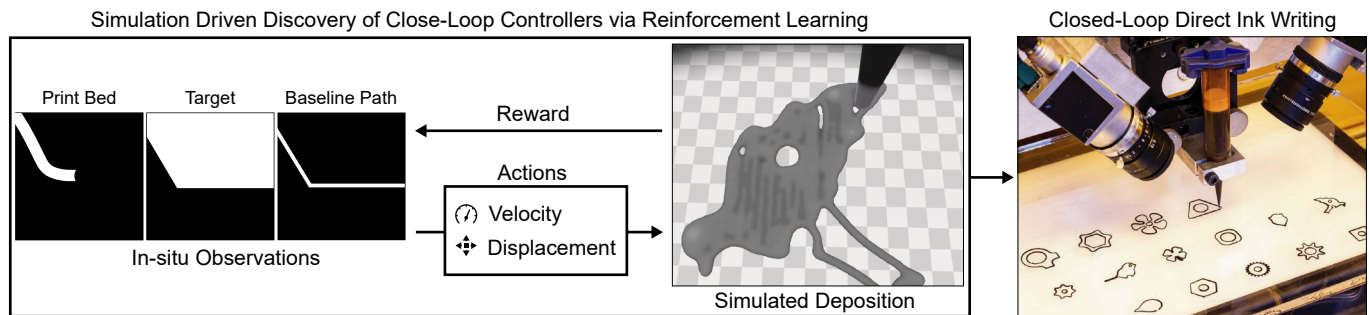 Simulation Driven Discovery of Close-Loop Controllers via Reinforcement Learning
Closed-Loop Direct Ink Writing
Print Bed
Target
Baseline Path
Reward
Actions
Velocity
Displacement
In-situ Observations
Simulated Deposition